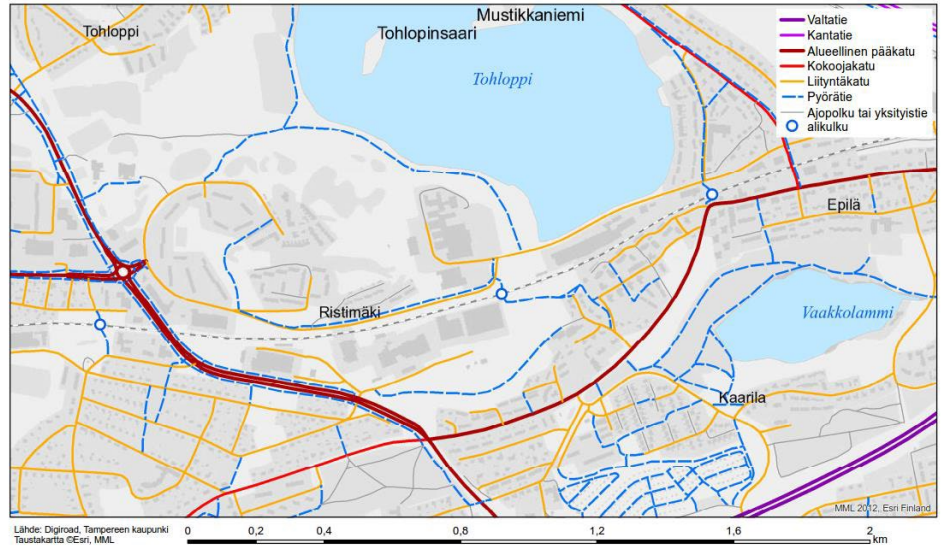 Tohloppi
Mustikkaniemi
Tohlopinsaari
Tohloppi
Valtatie
Kantatie
Alueellinen pääkatu
Kokoojakatu
Liityntäkatu
Pyörätie
Ajopolku tai yksityistie
alikulku
Epilä
Ristimäki
Vaakkolammi
Kaarila
MML 2012, Esri Finland
Lähde: Digiroad, Tampereen kaupunki
Taustakartta ©Esri, MML
0 0,2 0,4 0,8 1,2 1,6 2
km